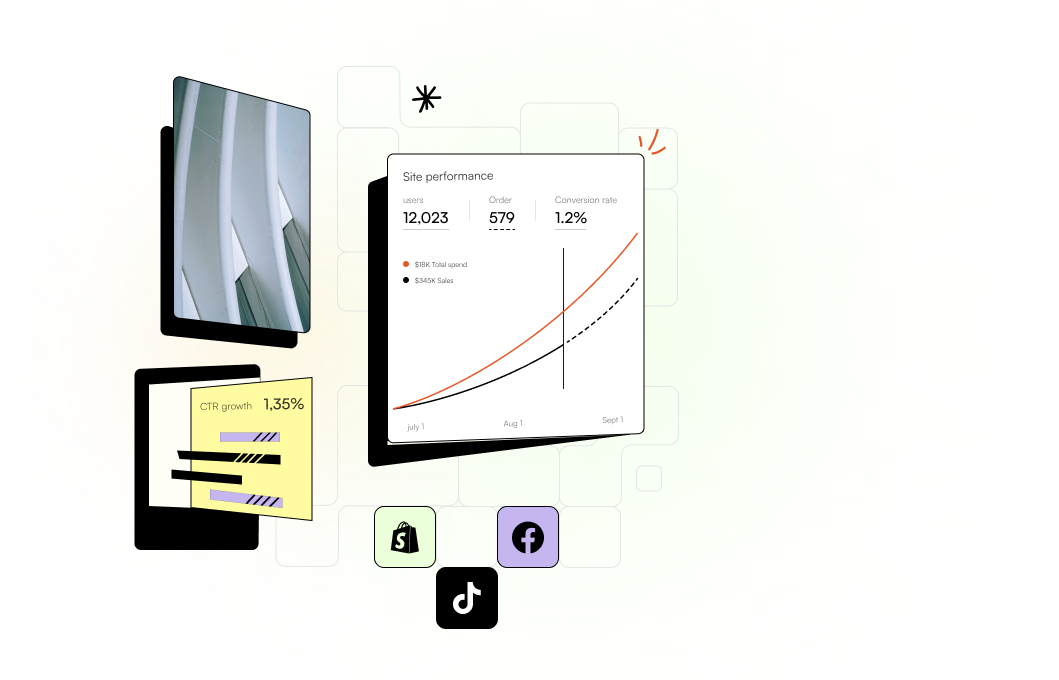 Site performance
users
Order
Conversion rate
12,023
579
1.2%
$18K Total spend
$345K Sales
july 1
Aug 1
Sept 1
CTR growth
1,35%